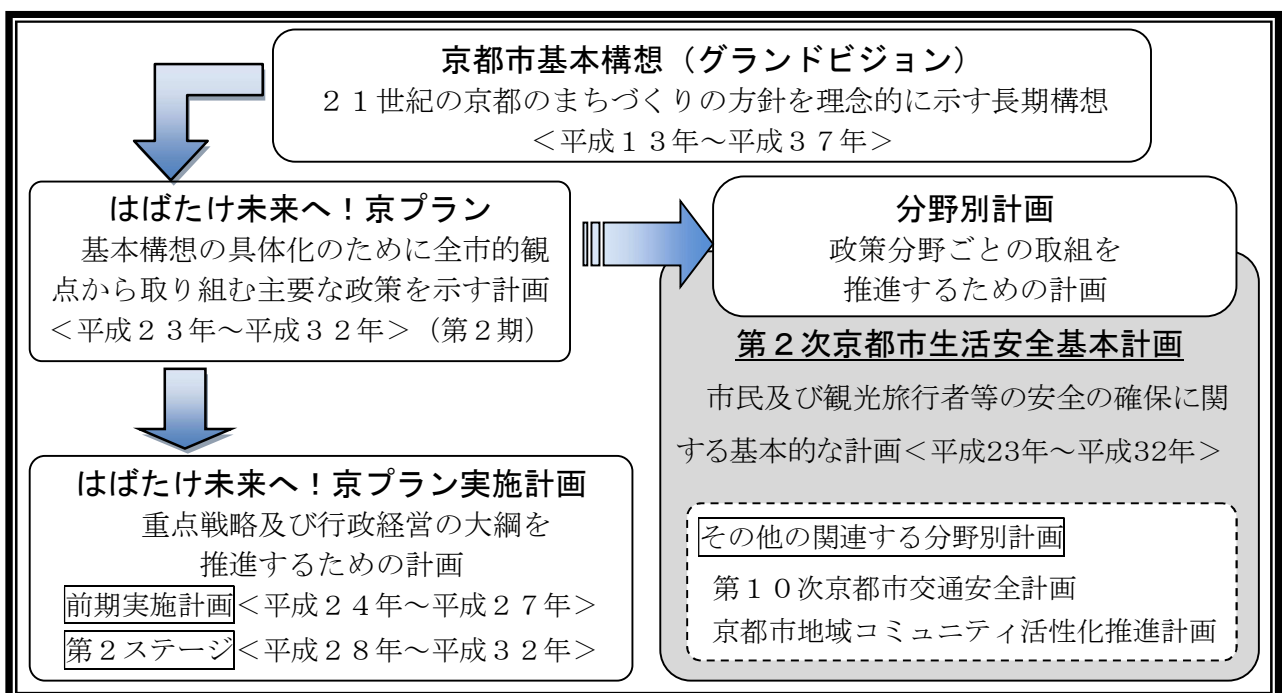 京都市基本構想（グランドビジョン）
２１世紀の京都のまちづくりの方針を理念的に示す長期構想
＜平成１３年～平成３７年＞
はばたけ未来へ！京プラン
基本構想の具体化のために全市的観
点から取り組む主要な政策を示す計画
＜平成２３年～平成３２年＞（第２期）
分野別計画
政策分野ごとの取組を
推進するための計画
第２次京都市生活安全基本計画
市民及び観光旅行者等の安全の確保に関
する基本的な計画＜平成23年～平成32年＞
はばたけ未来へ！京プラン実施計画
重点戦略及び行政経営の大綱を
推進するための計画
前期実施計画＜平成２４年～平成２７年＞
第２ステージ＜平成２８年～平成３２年＞
その他の関連する分野別計画
第１０次京都市交通安全計画
京都市地域コミュニティ活性化推進計画